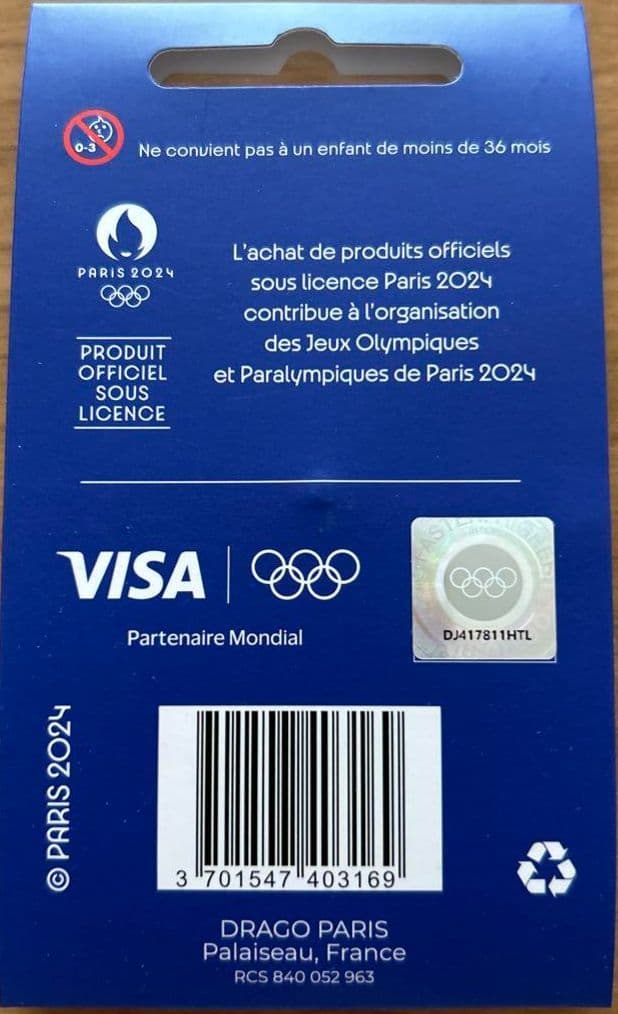 0-3
Ne convient pas à un enfant de moins de 36 mois
PARIS 2024
PRODUIT
OFFICIEL
SOUS
LICENCE
L'achat de produits officiels
sous licence Paris 2024
contribue à l'organisation
des Jeux Olympiques
et Paralympiques de Paris 2024
VISA
Partenaire Mondial
DJ417811HTL
© PARIS 2024
3 701547 403169
DRAGO PARIS
Palaiseau, France
RCS 840 052 963